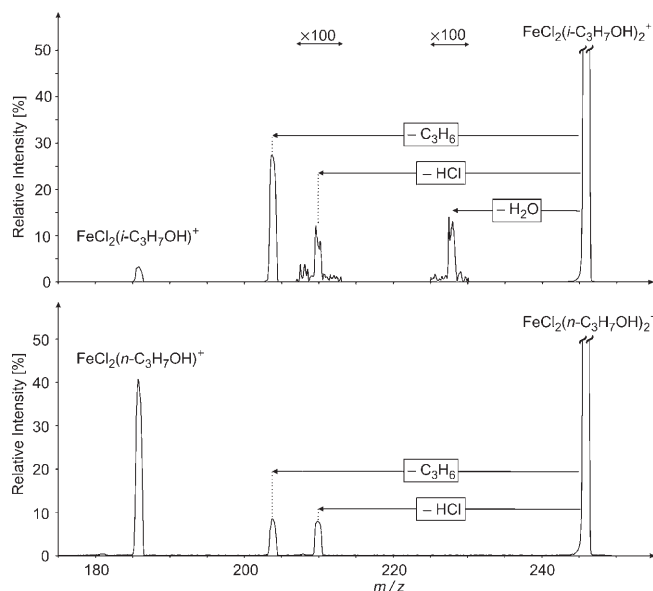 ×100 ×100 FeCl₂(i-C₃H₇OH)₂⁺
50
40
30
20
10
0
Relative Intensity [%]
– C₃H₆
– HCl
– H₂O
FeCl₂(i-C₃H₇OH)⁺
FeCl₂(n-C₃H₇OH)₂⁺
FeCl₂(n-C₃H₇OH)⁺
50
40
30
20
10
0
Relative Intensity [%]
– C₃H₆
– HCl
180 200 220 240
m / z